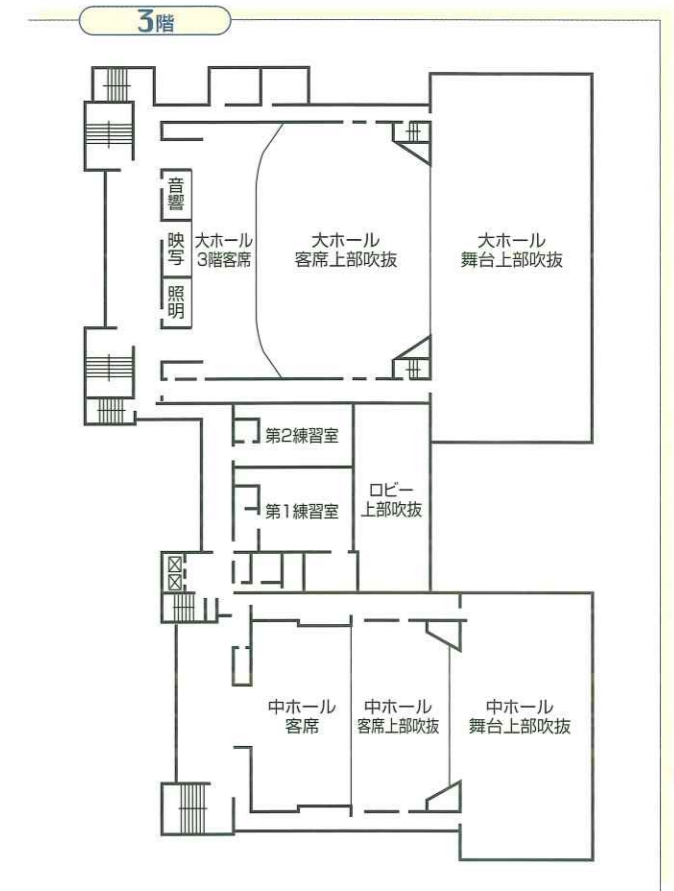 3階
音響
映写
照明
大ホール
3階客席
大ホール
客席上部吹抜
大ホール
舞台上部吹抜
第2練習室
第1練習室
ロビー
上部吹抜
中ホール
客席
中ホール
客席上部吹抜
中ホール
舞台上部吹抜